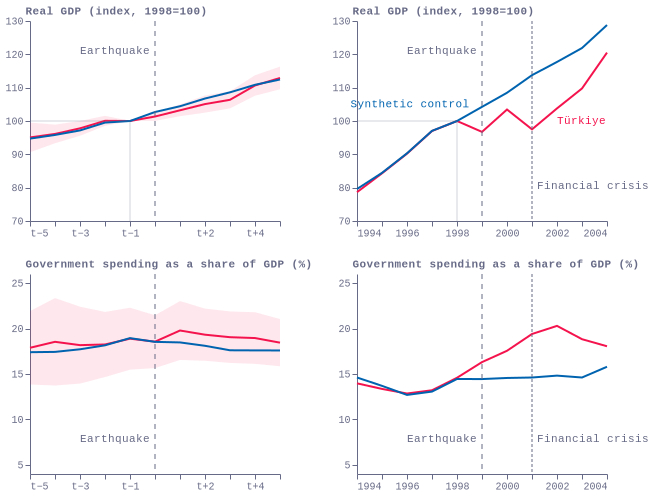 Real GDP (index, 1998=100)
130
120
110
100
90
80
70
Earthquake
t−5
t−3
t−1
t+2
t+4
Real GDP (index, 1998=100)
130
120
110
100
90
80
70
Earthquake
Synthetic control
Türkiye
Financial crisis
1994
1996
1998
2000
2002
2004
Government spending as a share of GDP (%)
25
20
15
10
5
Earthquake
t−5
t−3
t−1
t+2
t+4
Government spending as a share of GDP (%)
25
20
15
10
5
Earthquake
Financial crisis
1994
1996
1998
2000
2002
2004